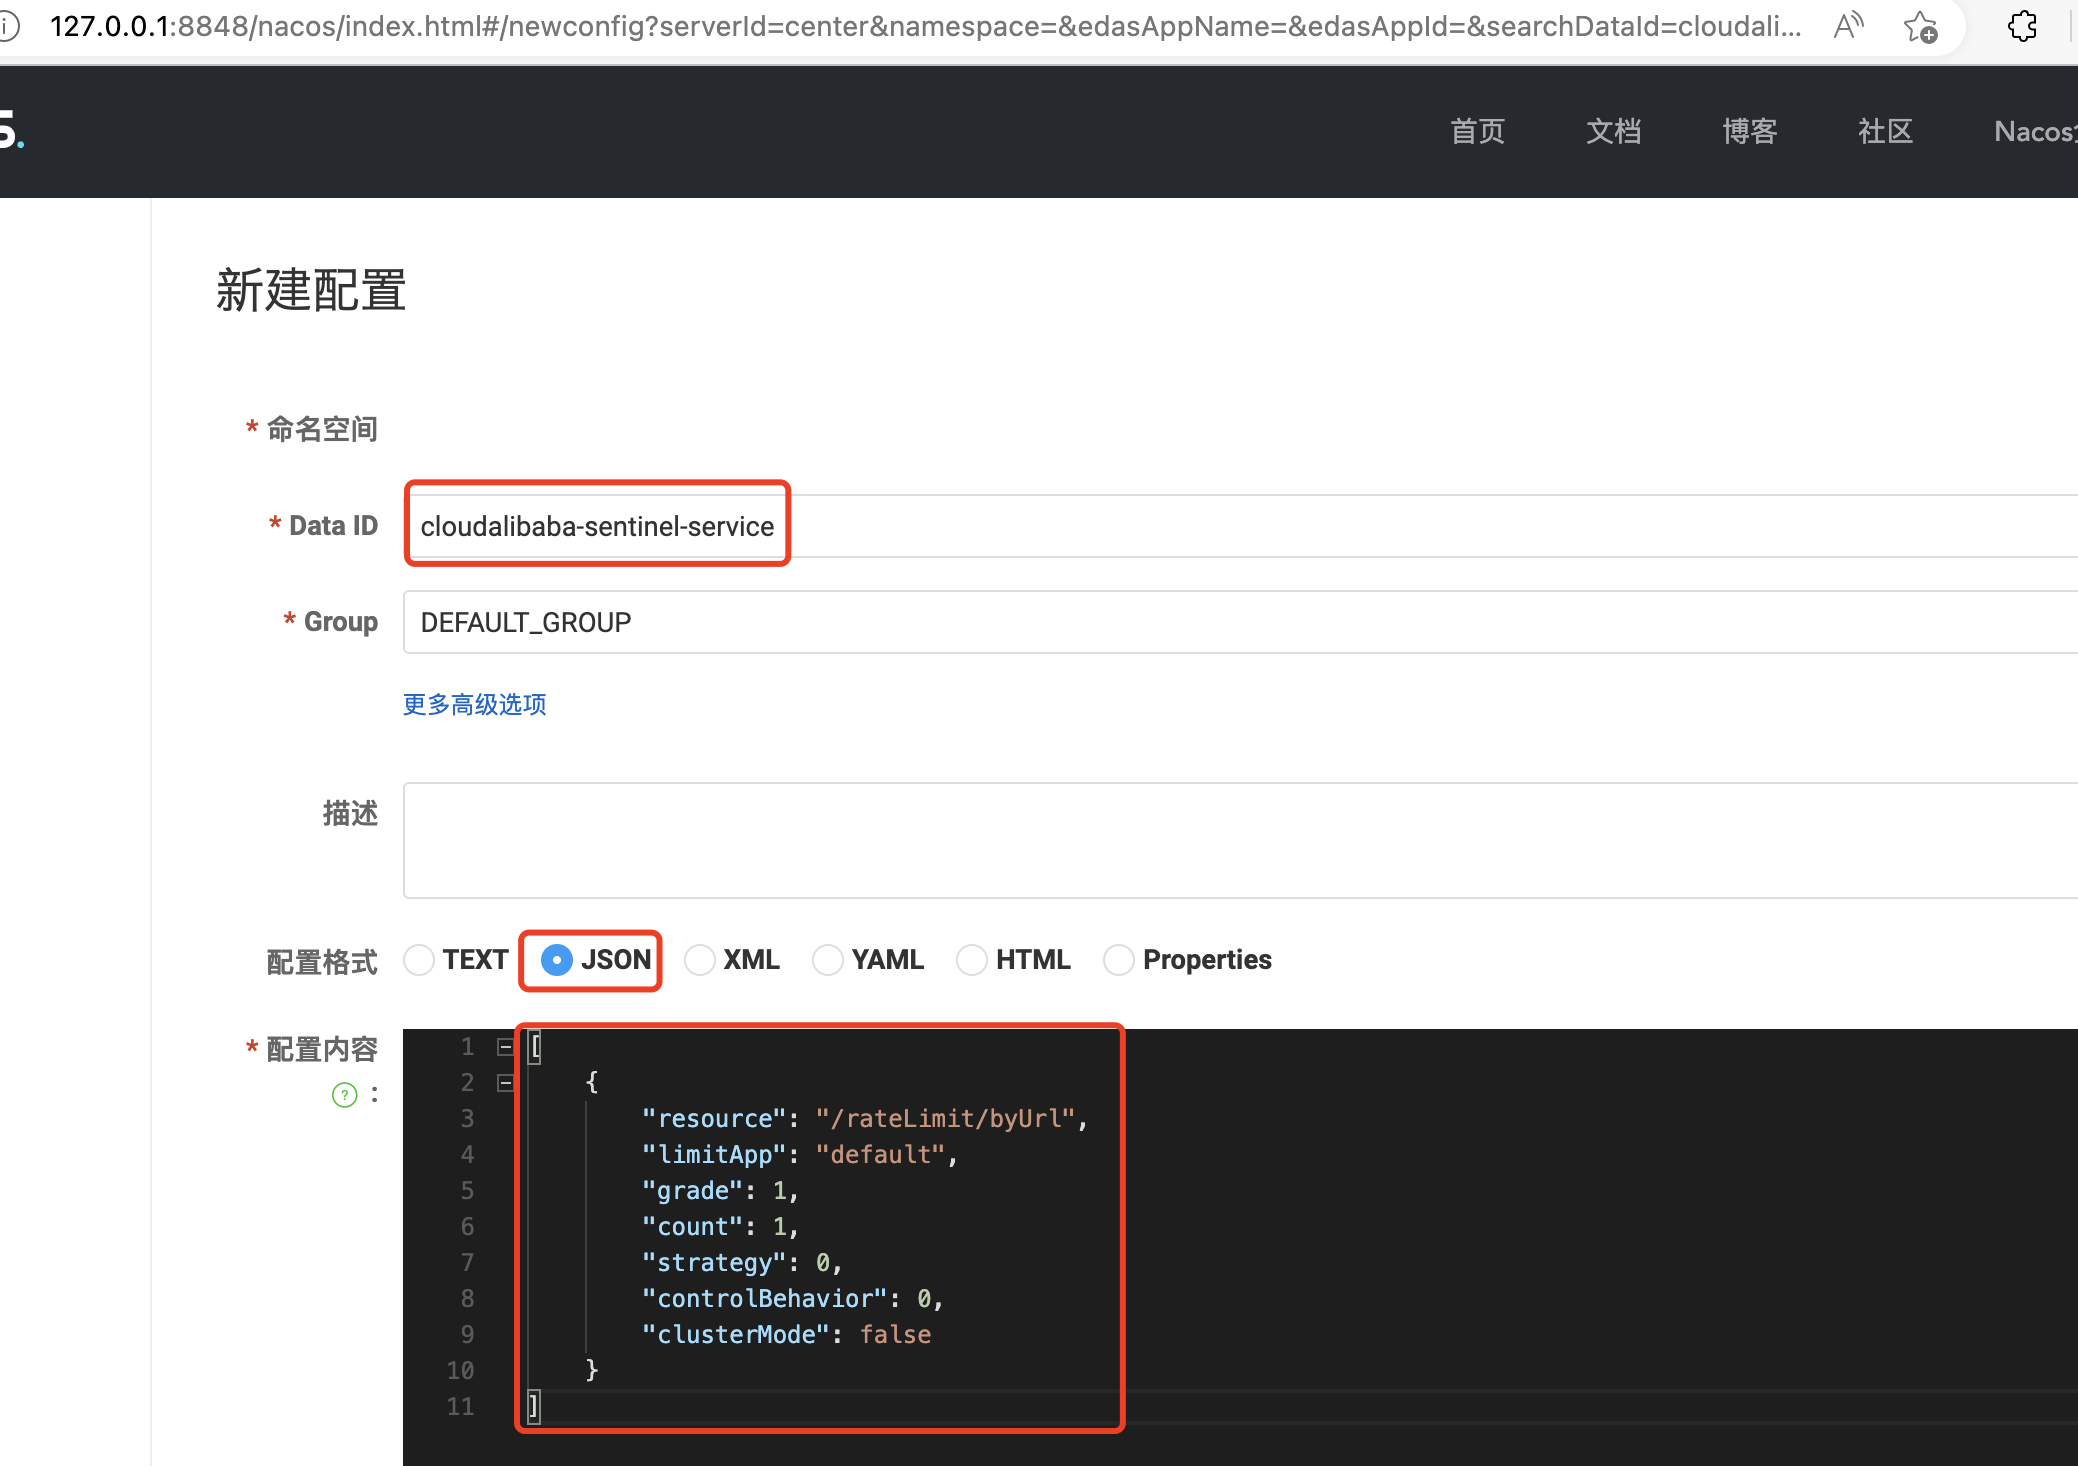 127.0.0.1:8848/nacos/index.html#/newconfig?serverId=center&namespace=&edasAppName=&edasAppId=&searchDataId=cloudali...
首页 文档 博客 社区 Nacos
新建配置
* 命名空间
* Data ID cloudalibaba-sentinel-service
* Group DEFAULT_GROUP
更多高级选项
描述
配置格式 TEXT JSON XML YAML HTML Properties
* 配置内容
? :
1 [
2 {
3 "resource": "/rateLimit/byUrl",
4 "limitApp": "default",
5 "grade": 1,
6 "count": 1,
7 "strategy": 0,
8 "controlBehavior": 0,
9 "clusterMode": false
10 }
11 ]